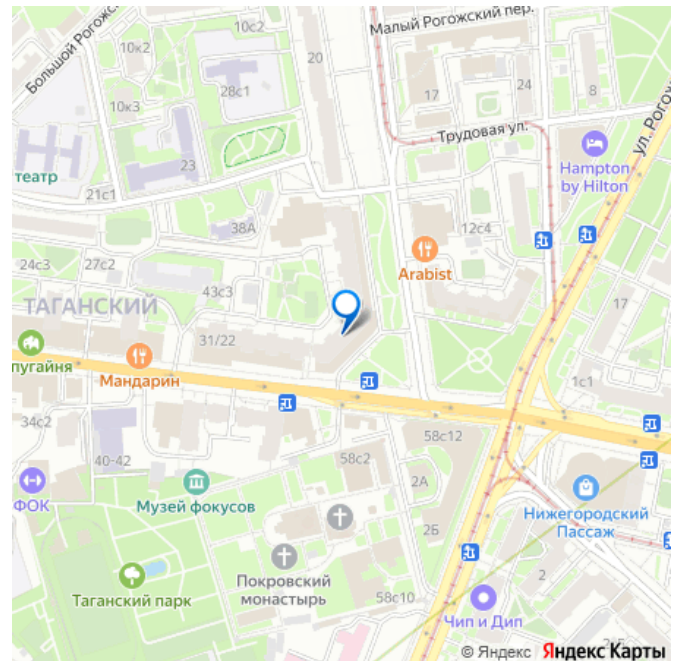 Малый Рогожский пер.
Большой Рогожс
10к2
10с2
20
28с1
24
17
8
10к3
Трудовая ул.
ул. Рогож
театр
23
Hampton
by Hilton
21с1
38А
12с4
Arabist
24с3
27с2
43с3
17
ТАГАНСКИЙ
31/22
пугайня
Мандарин
1с1
34с2
58с12
40-42
58с2
2А
ФОК
Музей фокусов
2Б
Нижегородский
Пассаж
Покровский
монастырь
2
Таганский парк
58с10
Чип и Дип
© Яндекс Яндекс Карты